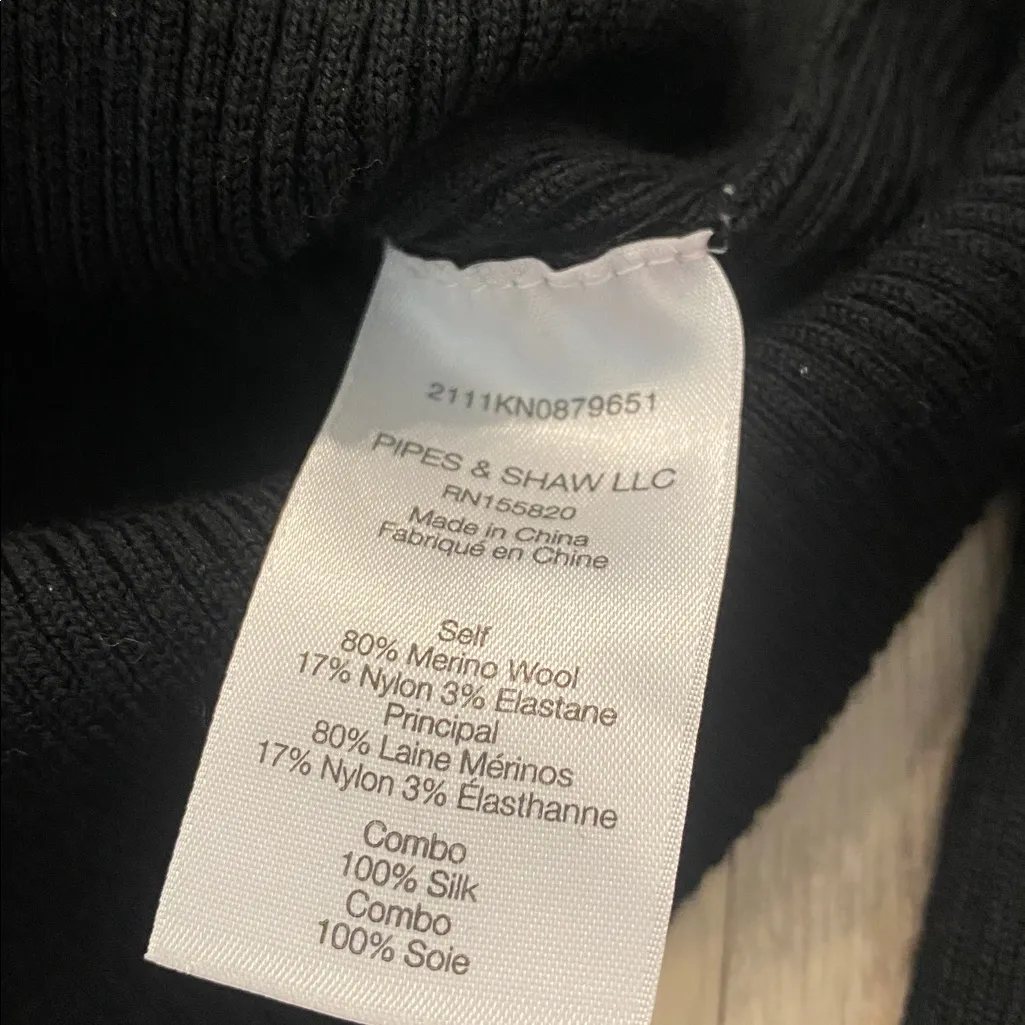 2111KN0879651
PIPES & SHAW LLC
RN155820
Made in China
Fabriqué en Chine
Self
80% Merino Wool
17% Nylon 3% Elastane
Principal
80% Laine Mérinos
17% Nylon 3% Élasthanne
Combo
100% Silk
Combo
100% Soie